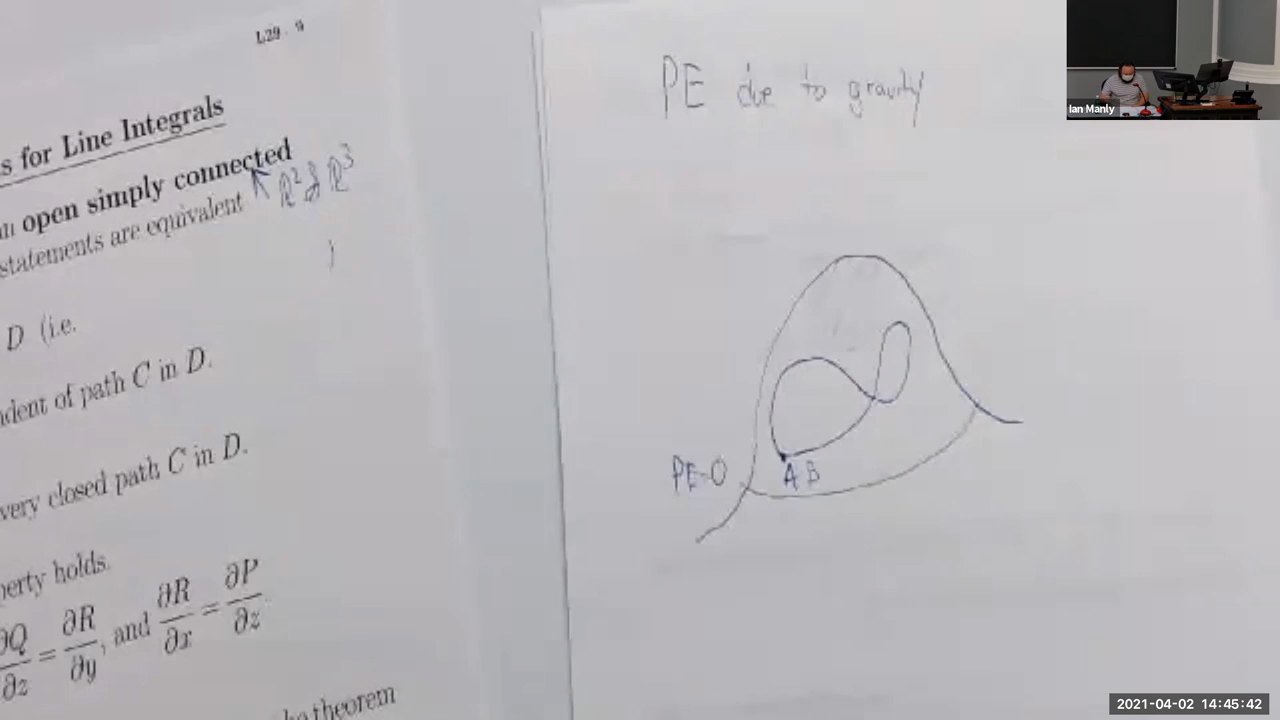 L29 - 9
s for Line Integrals
open simply connected
R² & R³
statements are equivalent
D (i.e.
ndent of path C in D.
very closed path C in D.
perty holds.
∂Q/∂z = ∂R/∂y, and ∂R/∂x = ∂P/∂z
theorem
PE due to gravity
PE=0
A B
Ian Manly
2021-04-02 14:45:42